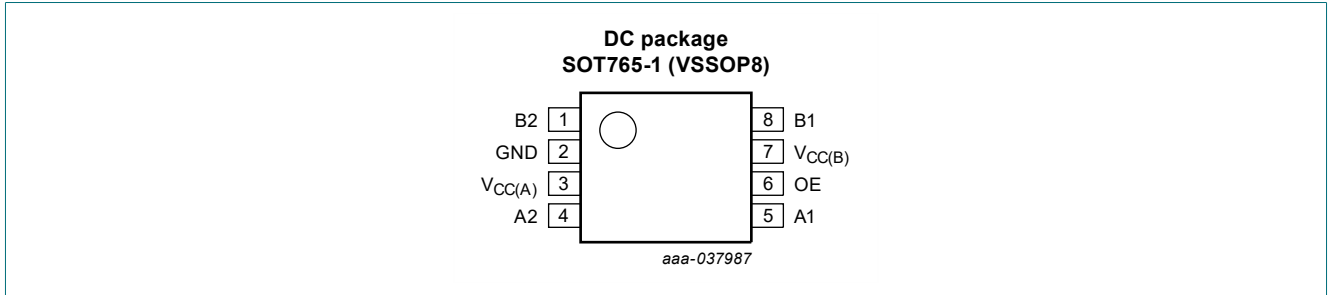 DC package
SOT765-1 (VSSOP8)
B2 1 8 B1
GND 2 7 VCC(B)
VCC(A) 3 6 OE
A2 4 5 A1
aaa-037987